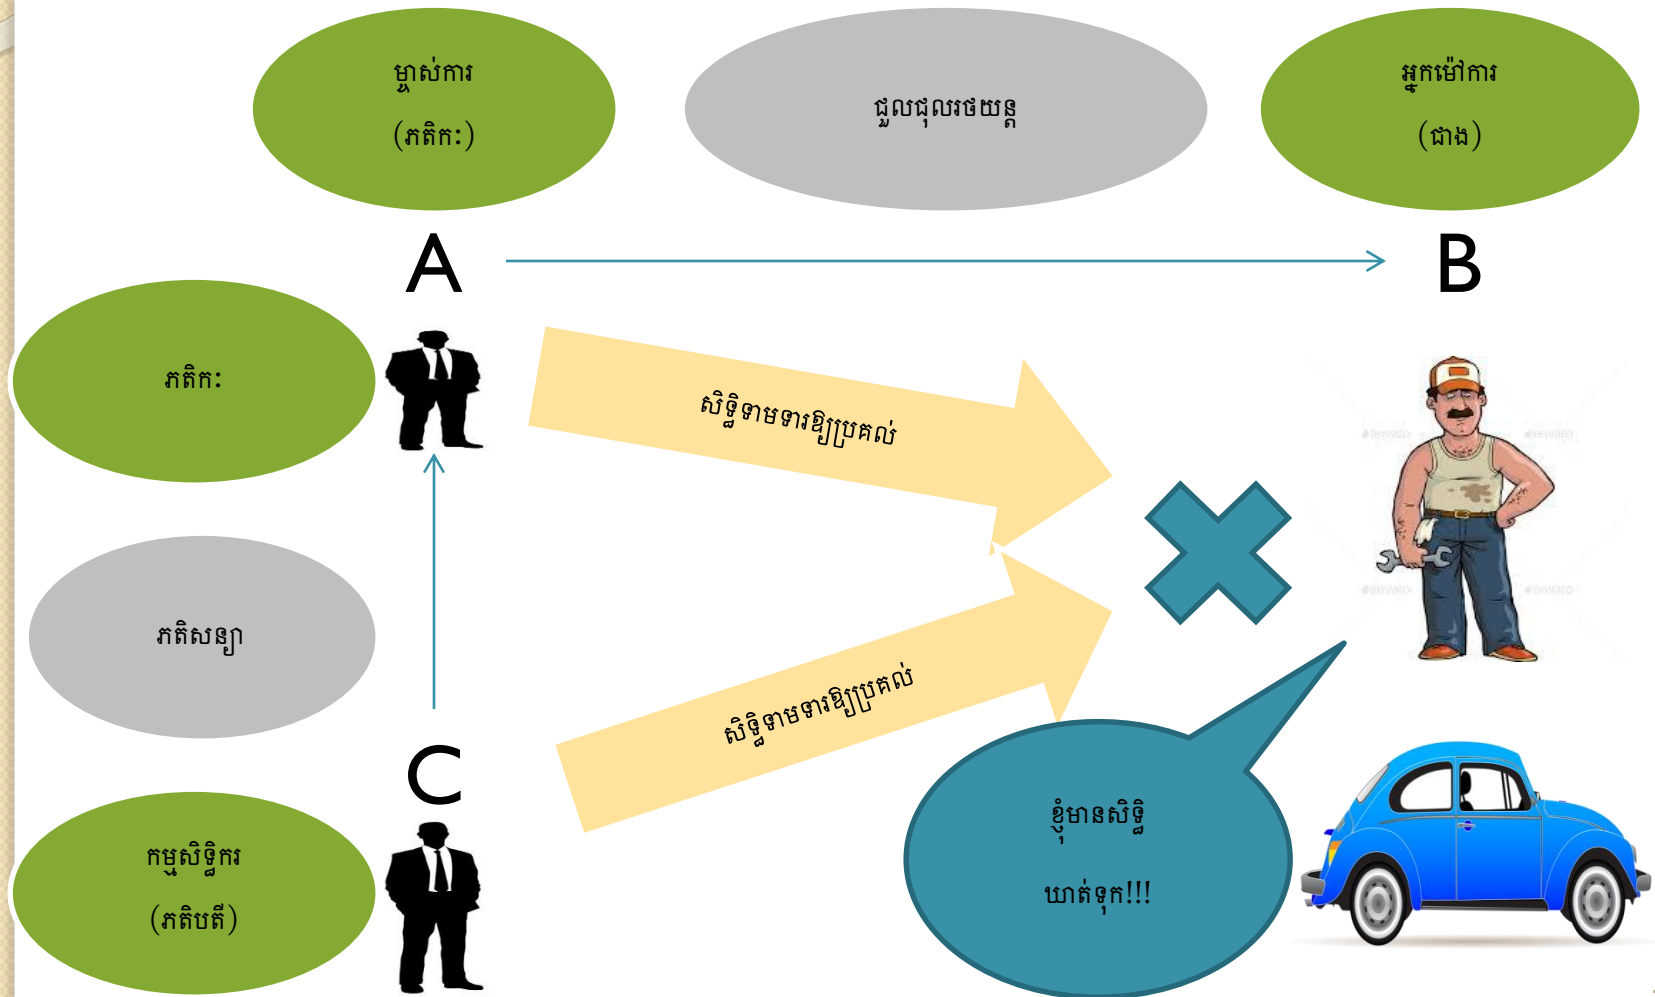 ម្ចាស់ការ
(ភតិកៈ)
ជួលជុលរថយន្ត
អ្នកម៉ៅការ
(ជាង)
A
B
ភតិកៈ
សិទ្ធិទាមទារឱ្យប្រគល់
ភតិសន្យា
សិទ្ធិទាមទារឱ្យប្រគល់
C
កម្មសិទ្ធិករ
(ភតិបតី)
ខ្ញុំមានសិទ្ធិ
ឃាត់ទុក!!!